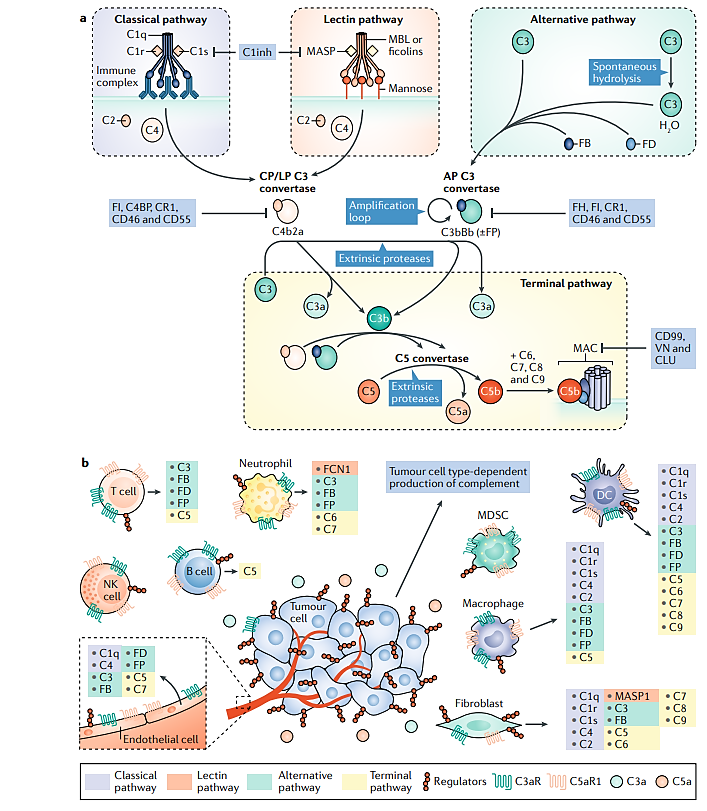 a
Classical pathway
C1q
C1r
C1s
Immune
complex
C2
C4
C1inh
Lectin pathway
MBL or
ficolins
MASP
Mannose
C2
C4
Alternative pathway
C3
C3
Spontaneous
hydrolysis
C3
H2O
FB
FD
CP/LP C3
convertase
AP C3
convertase
FI, C4BP, CR1,
CD46 and CD55
C4b2a
Amplification
loop
C3bBb (±FP)
FH, FI, CR1,
CD46 and CD55
Extrinsic proteases
Terminal pathway
C3
C3a
C3b
C3a
C5 convertase
C5
Extrinsic
proteases
C5b
C5a
+ C6,
C7, C8
and C9
MAC
C5b
CD99,
VN and
CLU
b
T cell
• C3
• FB
• FD
• FP
• C5
Neutrophil
• FCN1
• C3
• FB
• FP
• C6
• C7
Tumour cell type-dependent
production of complement
DC
• C1q
• C1r
• C1s
• C4
• C2
• C3
• FB
• FD
• FP
• C5
• C6
• C7
• C8
• C9
NK
cell
B cell
• C5
MDSC
Macrophage
• C1q
• C1r
• C1s
• C4
• C2
• C3
• FB
• FD
• FP
• C5
Tumour
cell
• C1q
• C4
• C3
• FB
• FD
• FP
• C5
• C7
Endothelial cell
Fibroblast
• C1q
• C1r
• C1s
• C4
• C2
• MASP1
• C3
• FB
• C5
• C6
• C7
• C8
• C9
Classical
pathway
Lectin
pathway
Alternative
pathway
Terminal
pathway
Regulators
C3aR
C5aR1
C3a
C5a